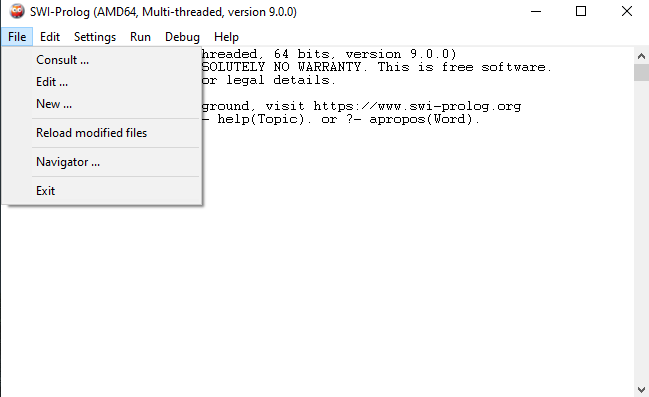 SWI-Prolog (AMD64, Multi-threaded, version 9.0.0)
File Edit Settings Run Debug Help
hreaded, 64 bits, version 9.0.0)
SOLUTELY NO WARRANTY. This is free software.
or legal details.
ground, visit https://www.swi-prolog.org
- help(Topic). or ?- apropos(Word).
Consult ...
Edit ...
New ...
Reload modified files
Navigator ...
Exit